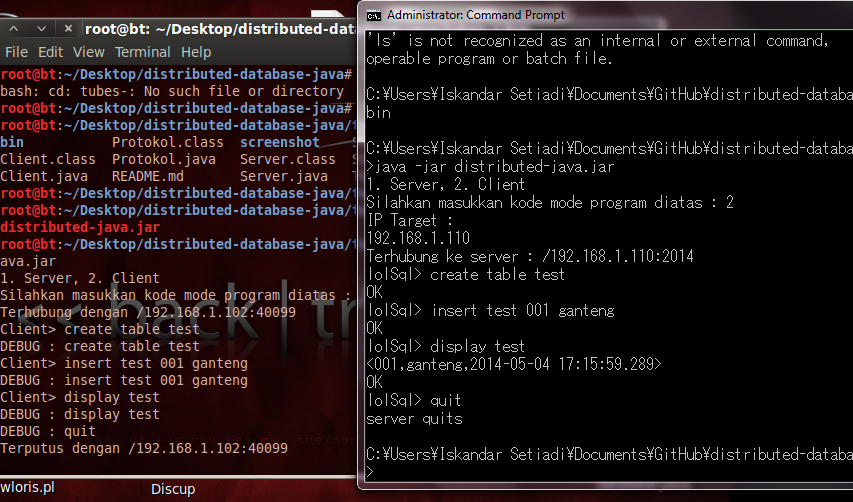 root@bt: ~/Desktop/distributed-dat
File Edit View Terminal Help
root@bt:~/Desktop/distributed-database-java#
bash: cd: tubes-: No such file or directory
root@bt:~/Desktop/distributed-database-java#
root@bt:~/Desktop/distributed-database-java/
bin Protokol.class screenshot
Client.class Protokol.java Server.class S
Client.java README.md Server.java
root@bt:~/Desktop/distributed-database-java/
root@bt:~/Desktop/distributed-database-java/
distributed-java.jar
root@bt:~/Desktop/distributed-database-java/
ava.jar
1. Server, 2. Client
Silahkan masukkan kode mode program diatas :
Terhubung dengan /192.168.1.102:40099
Client> create table test
DEBUG : create table test
Client> insert test 001 ganteng
DEBUG : insert test 001 ganteng
Client> display test
DEBUG : display test
DEBUG : quit
Terputus dengan /192.168.1.102:40099
<< back | tr
wloris.pl
Discup
Administrator: Command Prompt
'ls' is not recognized as an internal or external command,
operable program or batch file.
C:¥Users¥Iskandar Setiadi¥Documents¥GitHub¥distributed-databa
bin
C:¥Users¥Iskandar Setiadi¥Documents¥GitHub¥distributed-databa
>java -jar distributed-java.jar
1. Server, 2. Client
Silahkan masukkan kode mode program diatas : 2
IP Target :
192.168.1.110
Terhubung ke server : /192.168.1.110:2014
lolSql> create table test
OK
lolSql> insert test 001 ganteng
OK
lolSql> display test
<001,ganteng,2014-05-04 17:15:59.289>
OK
lolSql> quit
server quits
C:¥Users¥Iskandar Setiadi¥Documents¥GitHub¥distributed-databa
>